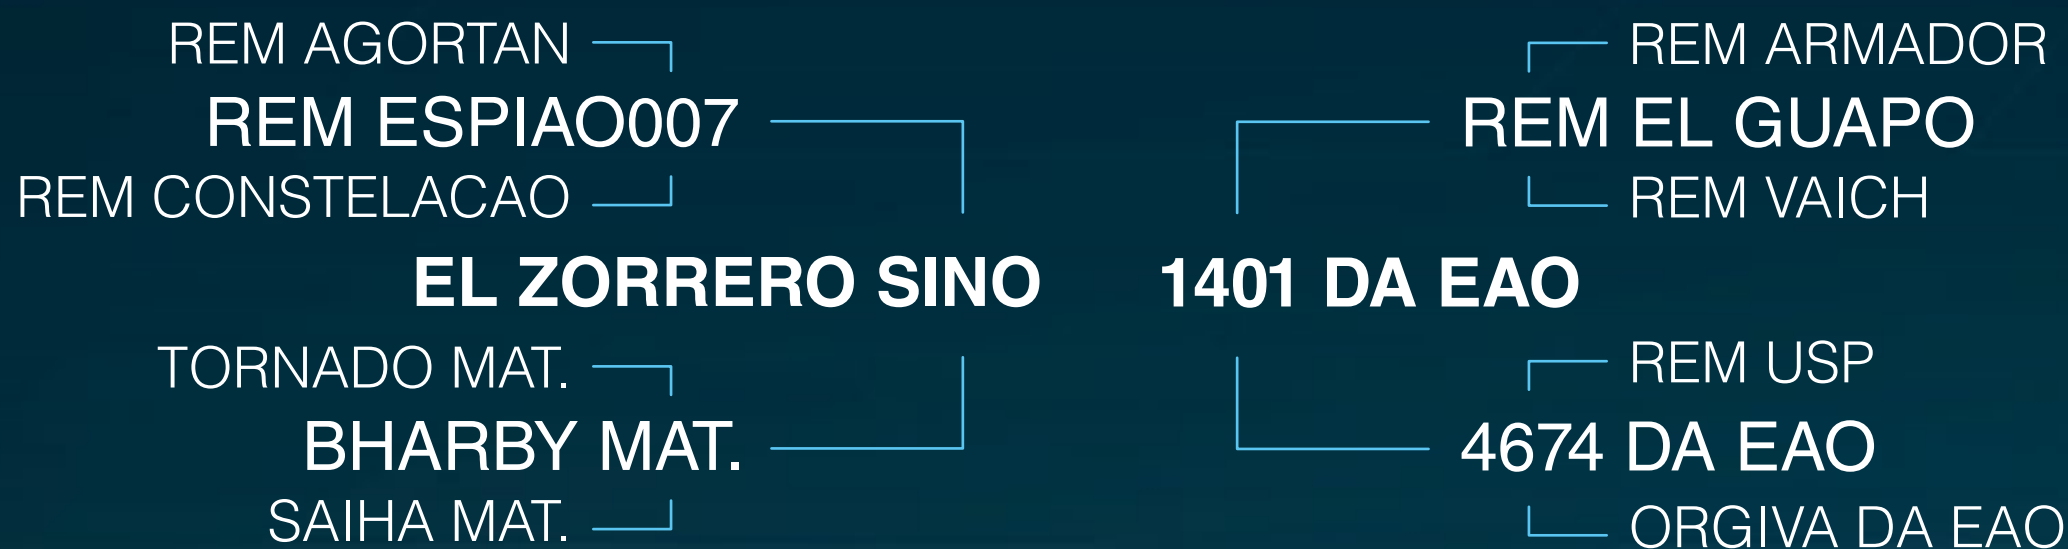 REM AGORTAN
REM ESPIAO007
REM CONSTELACAO
EL ZORRERO SINO
TORNADO MAT.
BHARBY MAT.
SAIHA MAT.
REM ARMADOR
REM EL GUAPO
REM VAICH
1401 DA EAO
REM USP
4674 DA EAO
ORGIVA DA EAO